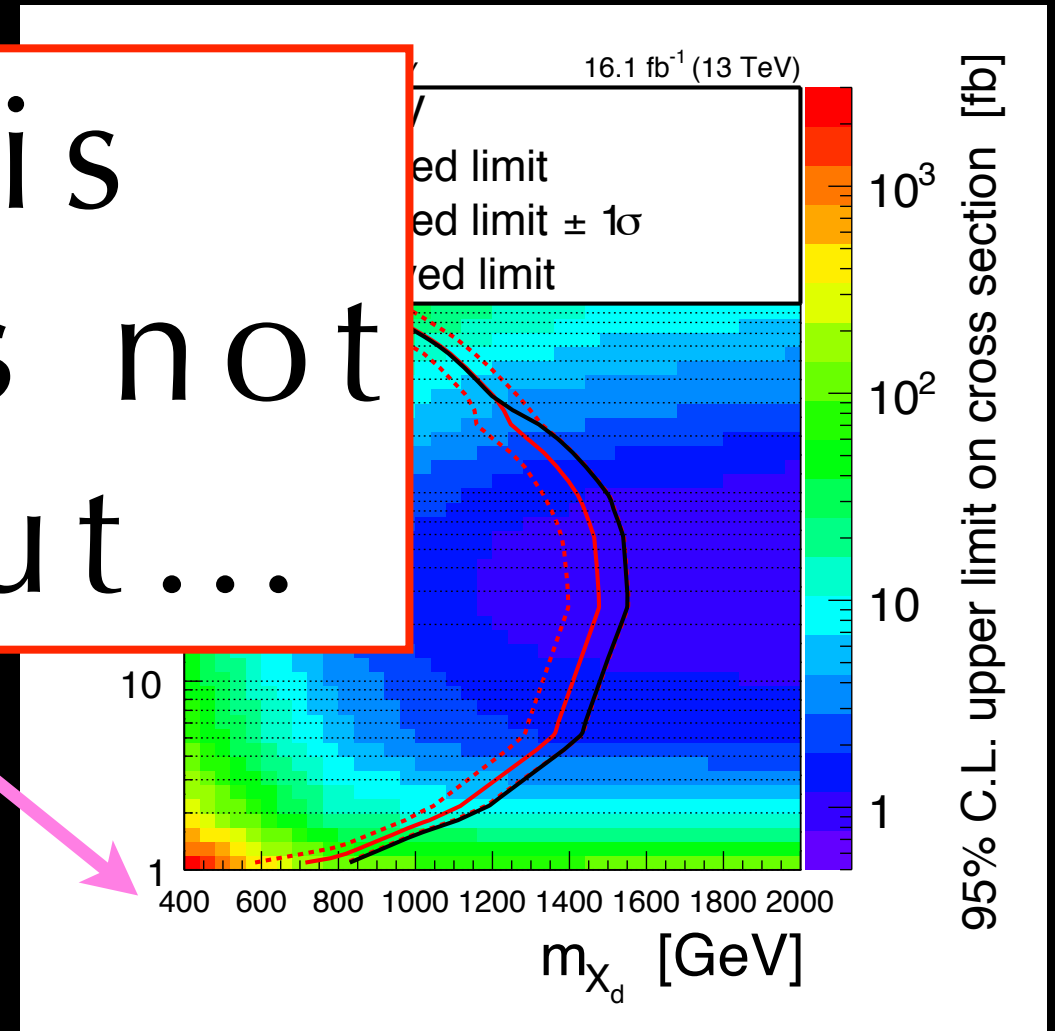 16.1 fb⁻¹ (13 TeV)
is
ed limit
ed limit ± 1σ
ed limit
not
ut...
10
1
400 600 800 1000 1200 1400 1600 1800 2000
m_{X_d} [GeV]
10³
10²
10
1
95% C.L. upper limit on cross section [fb]